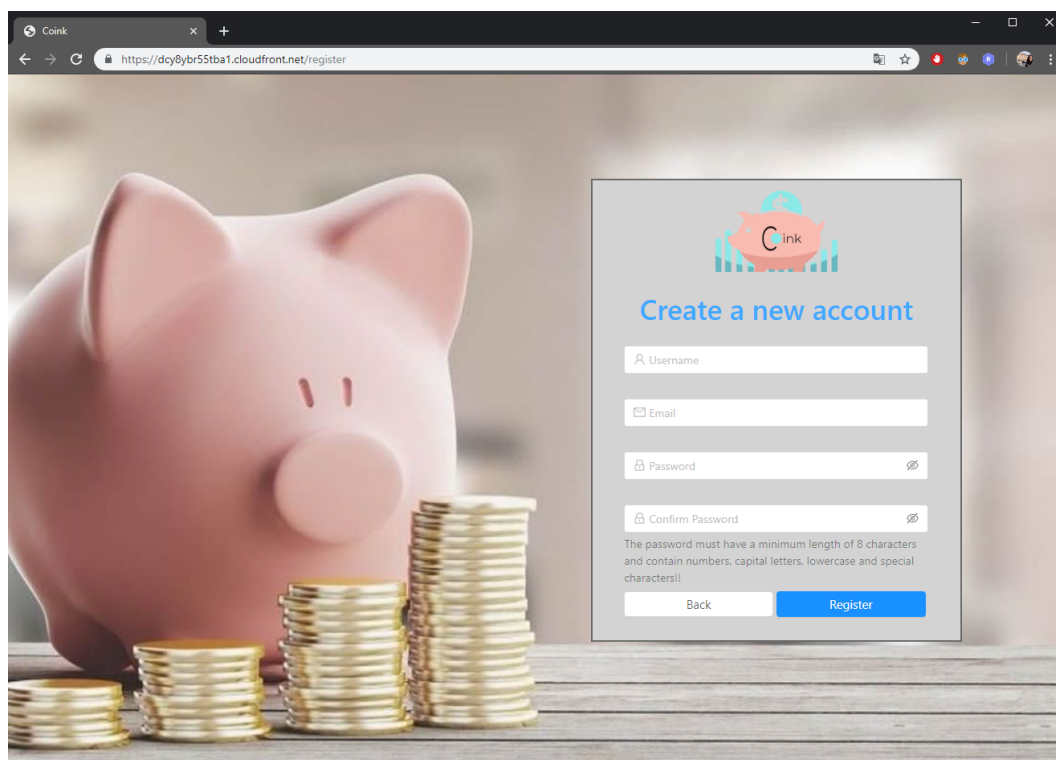 Coink
https://dcy8ybr55tba1.cloudfront.net/register
Coink
Create a new account
Username
Email
Password
Confirm Password
The password must have a minimum length of 8 characters
and contain numbers, capital letters, lowercase and special
characters!!
Back
Register